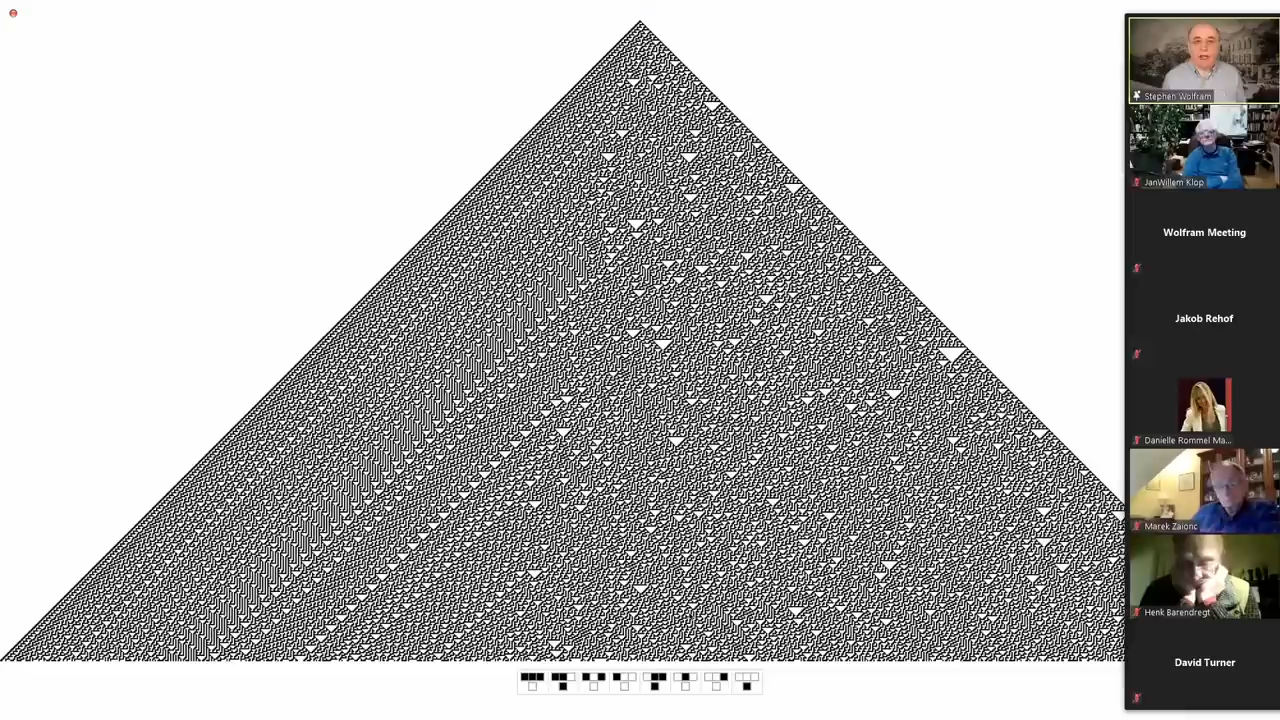 Stephen Wolfram
JanWillem Klop
Wolfram Meeting
Jakob Rehof
Danielle Rommel Ma...
Marek Zaionc
Henk Barendregt
David Turner